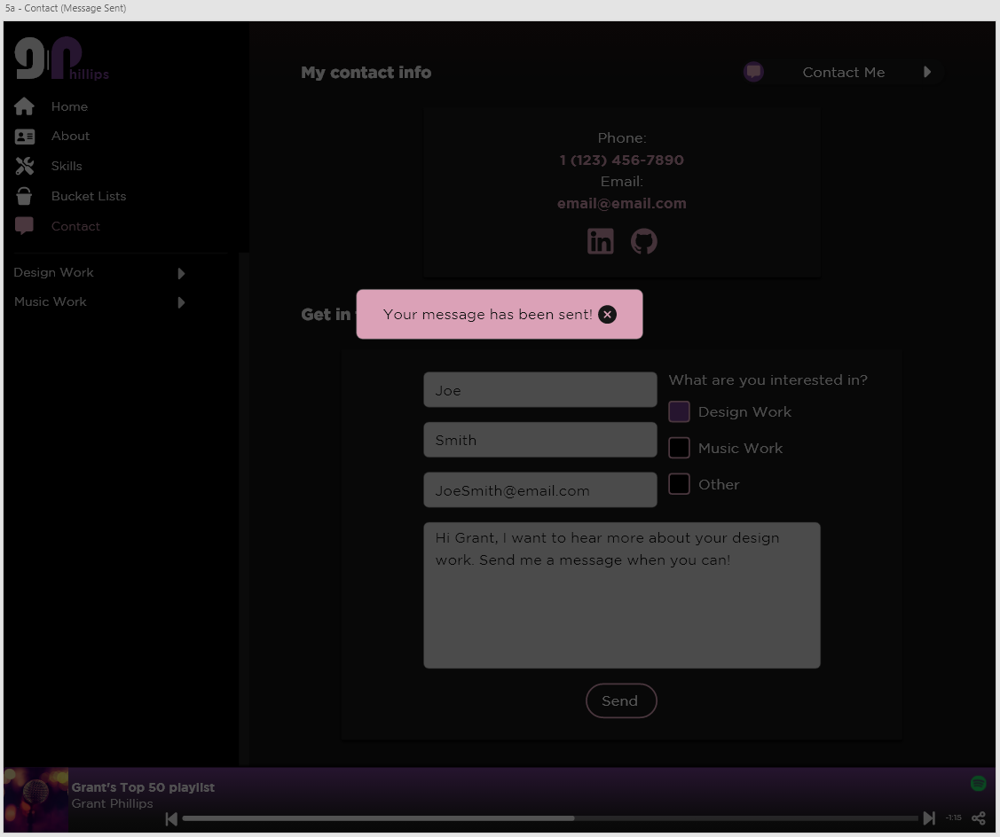 5a - Contact (Message Sent)
gphillips
Home
About
Skills
Bucket Lists
Contact
Design Work
Music Work
My contact info
Contact Me
Phone:
1 (123) 456-7890
Email:
email@email.com
in
Get in
Your message has been sent!
Joe
Smith
JoeSmith@email.com
What are you interested in?
Design Work
Music Work
Other
Hi Grant, I want to hear more about your design
work. Send me a message when you can!
Send
Grant's Top 50 playlist
Grant Phillips
-1:15